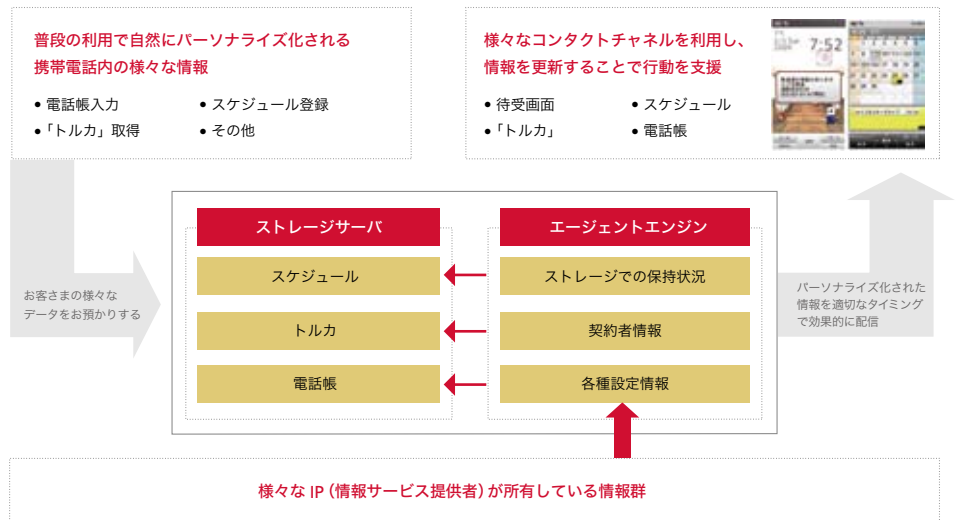 普段の利用で自然にパーソナライズ化される
携帯電話内の様々な情報
• 電話帳入力
• スケジュール登録
• 「トルカ」取得
• その他
様々なコンタクトチャネルを利用し、
情報を更新することで行動を支援
• 待受画面
• スケジュール
• 「トルカ」
• 電話帳
7:52
ストレージサーバ
エージェントエンジン
スケジュール
ストレージでの保持状況
トルカ
契約者情報
電話帳
各種設定情報
お客さまの様々な
データをお預かりする
パーソナライズ化された
情報を適切なタイミング
で効果的に配信
様々な IP（情報サービス提供者）が所有している情報群